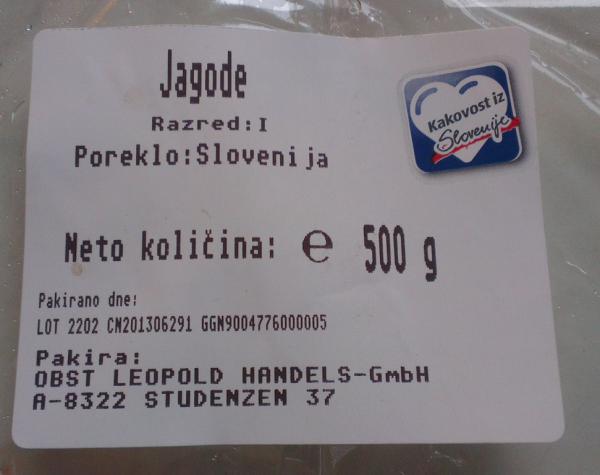 Jagode
Razred:I
Poreklo:Slovenija
Kakovost iz
Slovenije
Neto količina: e 500 g
Pakirano dne:
LOT 2202 CN201306291 GGN9004776000005
Pakira:
OBST LEOPOLD HANDELS-GmbH
A-8322 STUDENZEN 37